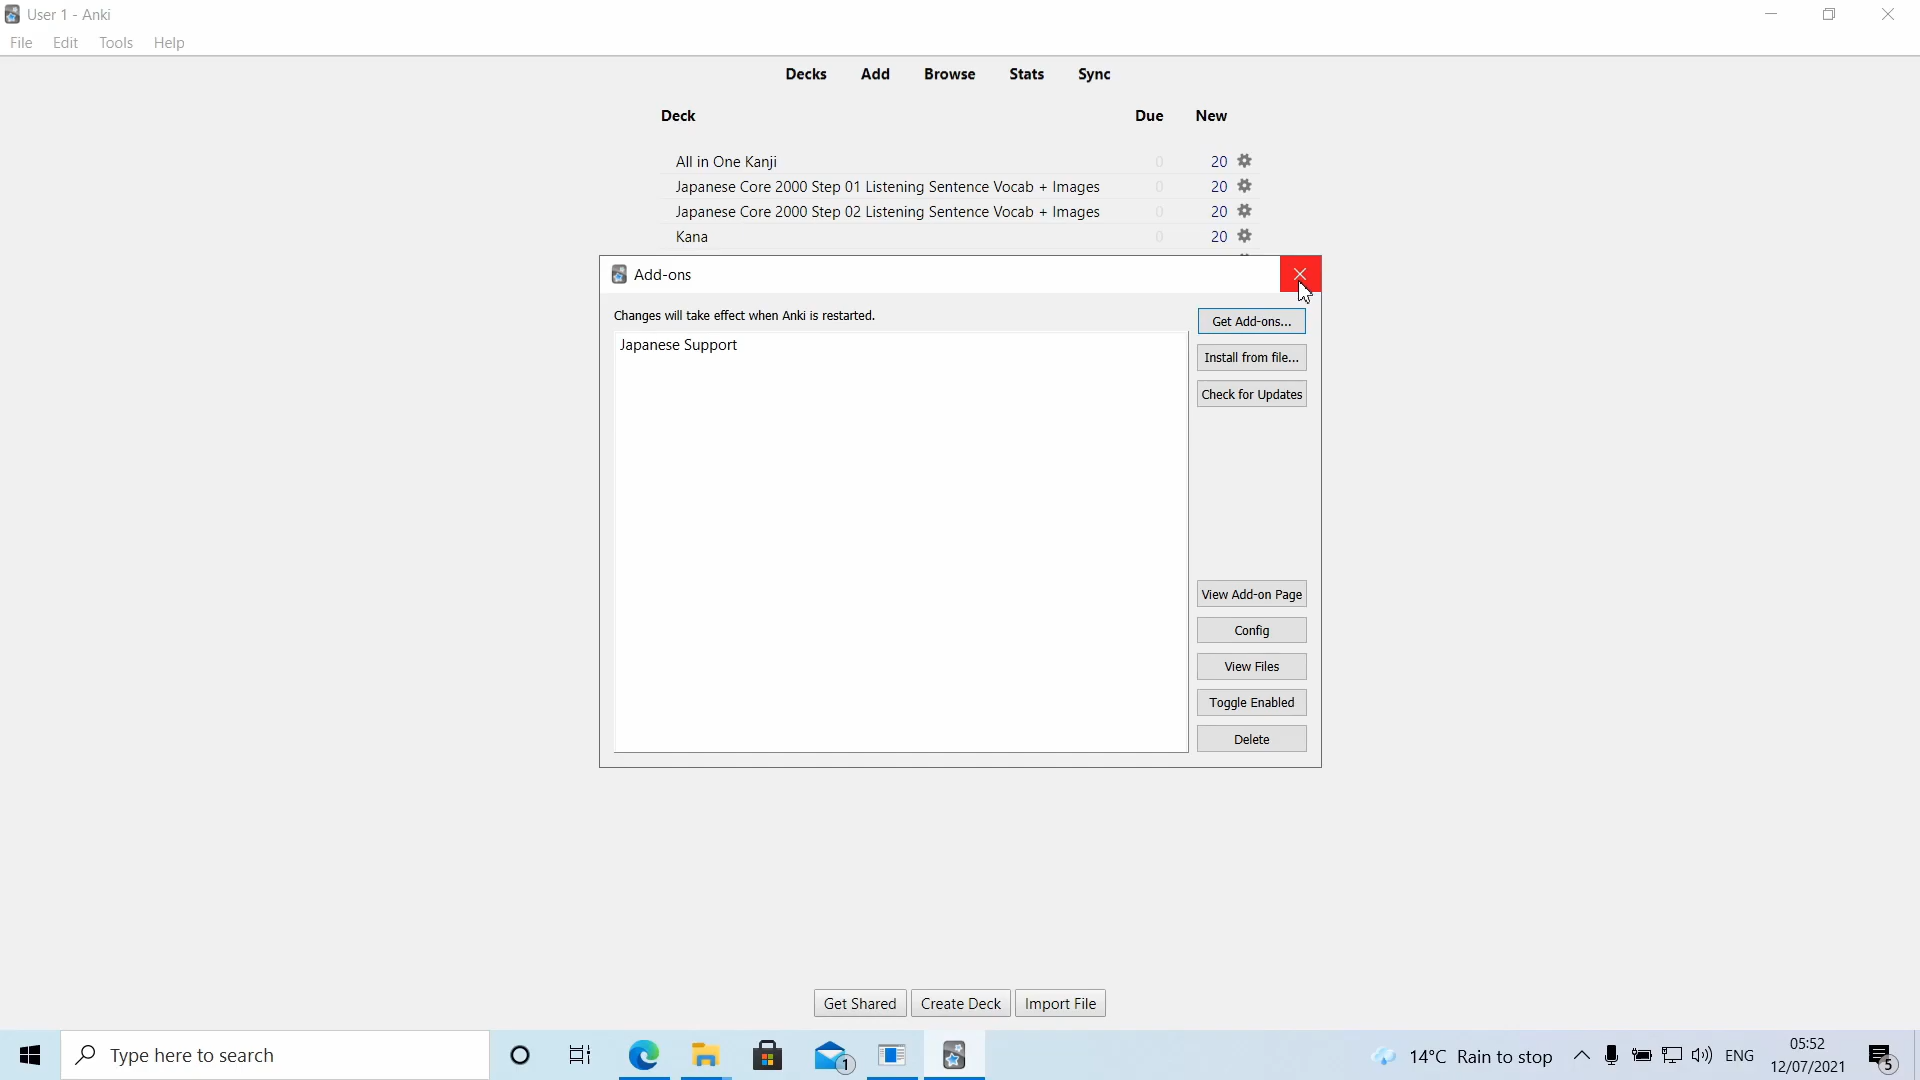 User 1 - Anki
File Edit Tools Help
Decks Add Browse Stats Sync
Deck Due New
All in One Kanji 0 20
Japanese Core 2000 Step 01 Listening Sentence Vocab + Images 0 20
Japanese Core 2000 Step 02 Listening Sentence Vocab + Images 0 20
Kana 0 20
Add-ons
Changes will take effect when Anki is restarted.
Get Add-ons...
Japanese Support
Install from file...
Check for Updates
View Add-on Page
Config
View Files
Toggle Enabled
Delete
Get Shared Create Deck Import File
Type here to search
1
14°C Rain to stop
ENG
05:52
12/07/2021
5